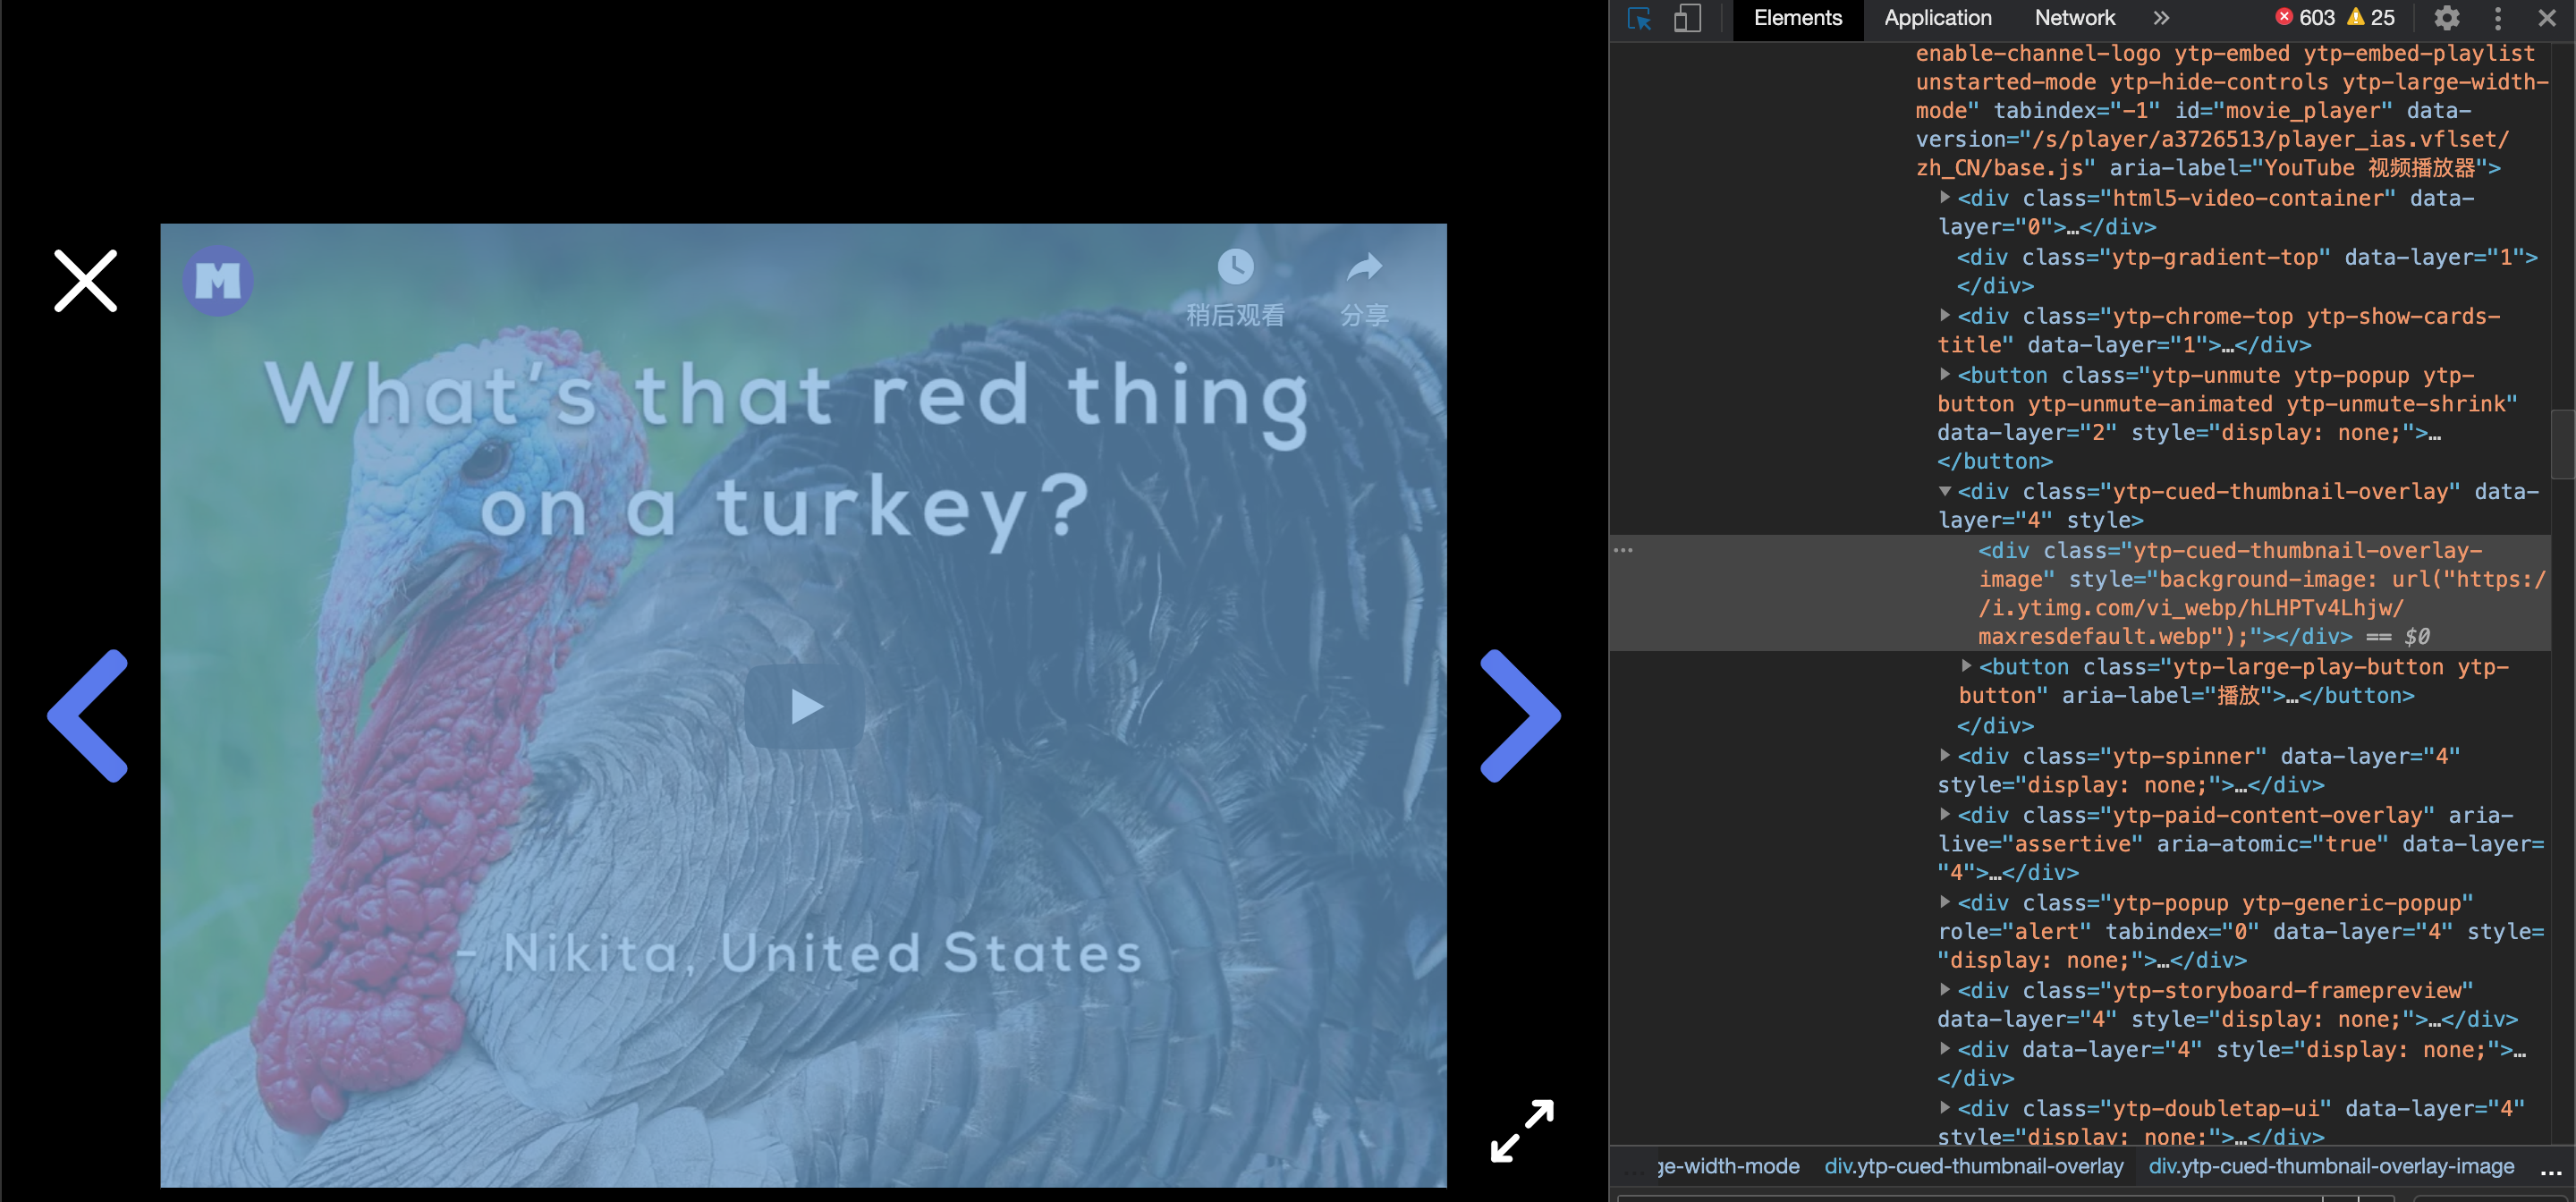 M
稍后观看
分享
What's that red thing
on a turkey?
- Nikita, United States
Elements Application Network » 603 25
enable-channel-logo ytp-embed ytp-embed-playlist
unstarted-mode ytp-hide-controls ytp-large-width-
mode" tabindex="-1" id="movie_player" data-
version="/s/player/a3726513/player_ias.vflset/
zh_CN/base.js" aria-label="YouTube 视频播放器">
<div class="html5-video-container" data-
layer="0">…</div>
<div class="ytp-gradient-top" data-layer="1">
</div>
<div class="ytp-chrome-top ytp-show-cards-
title" data-layer="1">…</div>
<button class="ytp-unmute ytp-popup ytp-
button ytp-unmute-animated ytp-unmute-shrink"
data-layer="2" style="display: none;">…
</button>
<div class="ytp-cued-thumbnail-overlay" data-
layer="4" style>
… <div class="ytp-cued-thumbnail-overlay-
image" style="background-image: url("https:/
/i.ytimg.com/vi_webp/hLHPTv4Lhjw/
maxresdefault.webp");"></div> == $0
<button class="ytp-large-play-button ytp-
button" aria-label="播放">…</button>
</div>
<div class="ytp-spinner" data-layer="4"
style="display: none;">…</div>
<div class="ytp-paid-content-overlay" aria-
live="assertive" aria-atomic="true" data-layer=
"4">…</div>
<div class="ytp-popup ytp-generic-popup"
role="alert" tabindex="0" data-layer="4" style=
"display: none;">…</div>
<div class="ytp-storyboard-framepreview"
data-layer="4" style="display: none;">…</div>
<div data-layer="4" style="display: none;">…
</div>
<div class="ytp-doubletap-ui" data-layer="4"
style="display: none;">…</div>
… ge-width-mode div.ytp-cued-thumbnail-overlay div.ytp-cued-thumbnail-overlay-image …